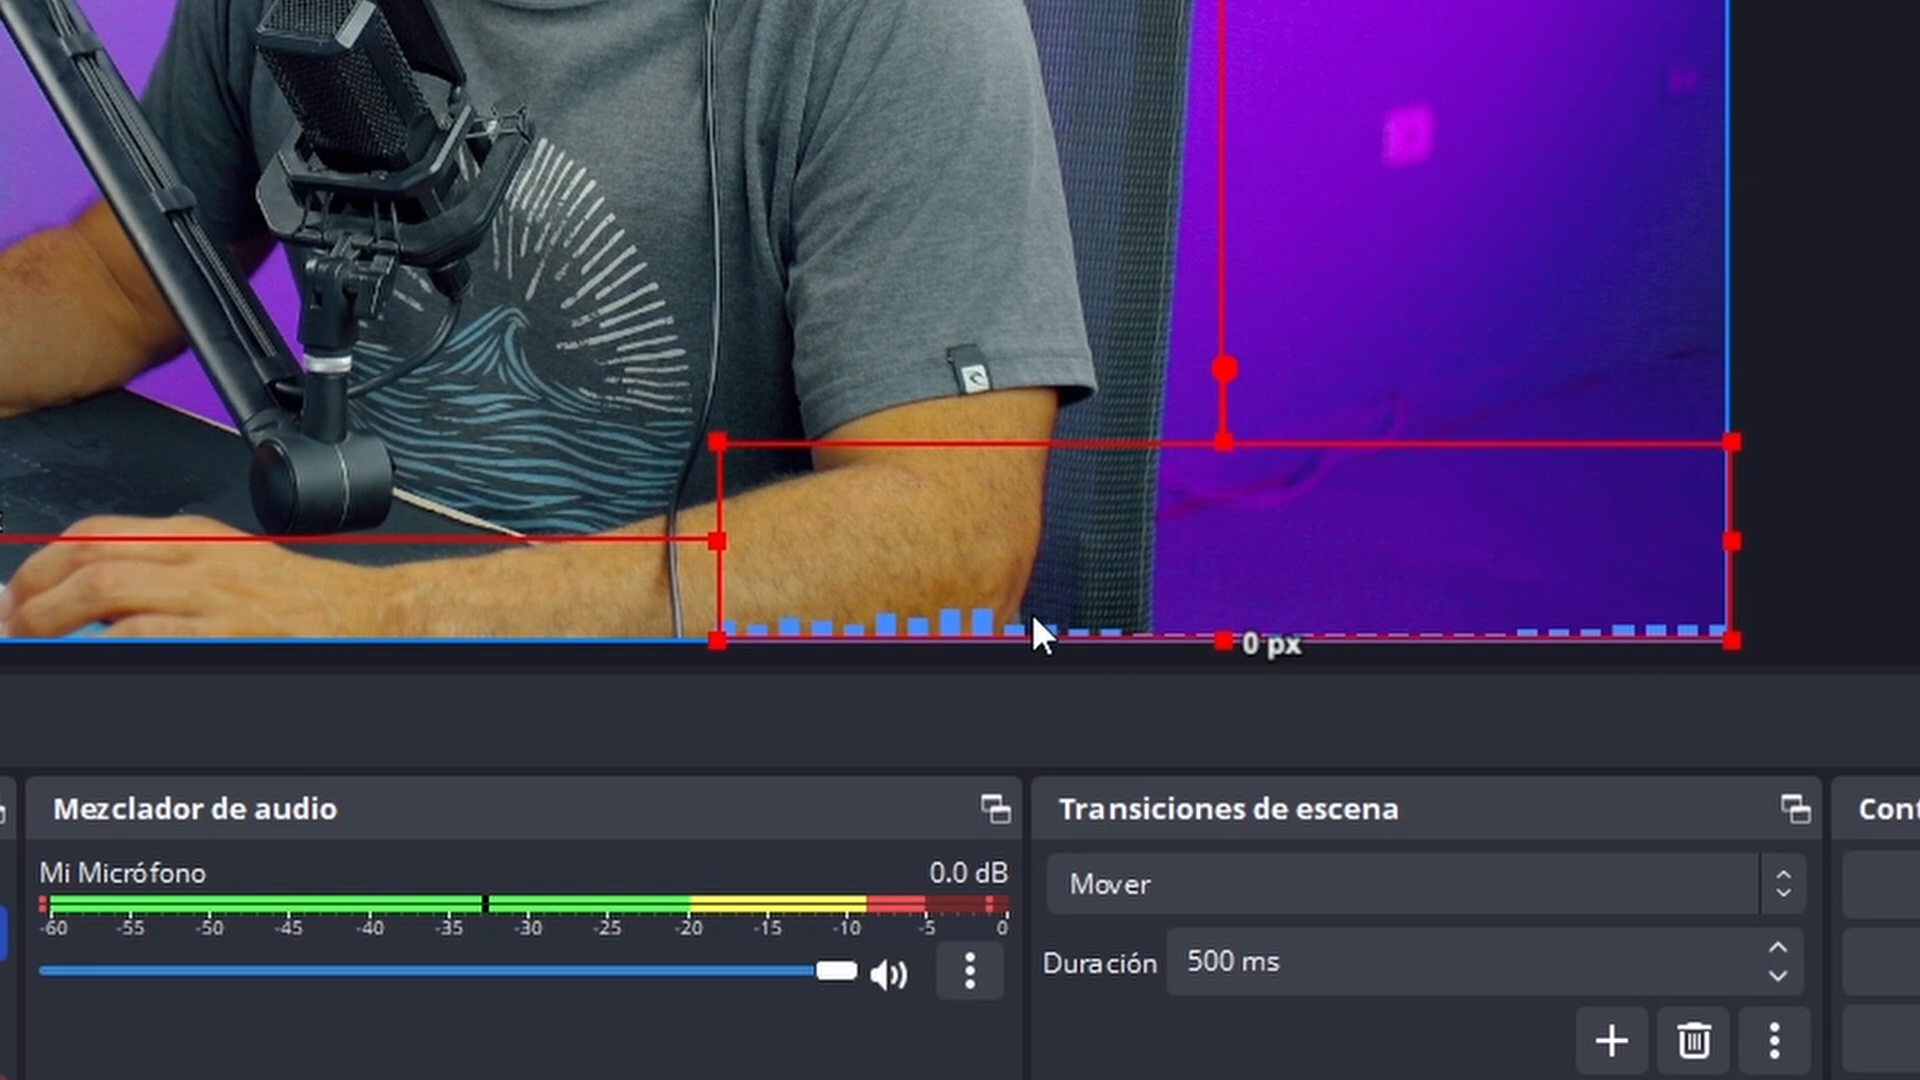 0 px
Mezclador de audio
Transiciones de escena
Cont
Mi Micrófono
0.0 dB
-60 -55 -50 -45 -40 -35 -30 -25 -20 -15 -10 -5 0
Mover
Duración
500 ms